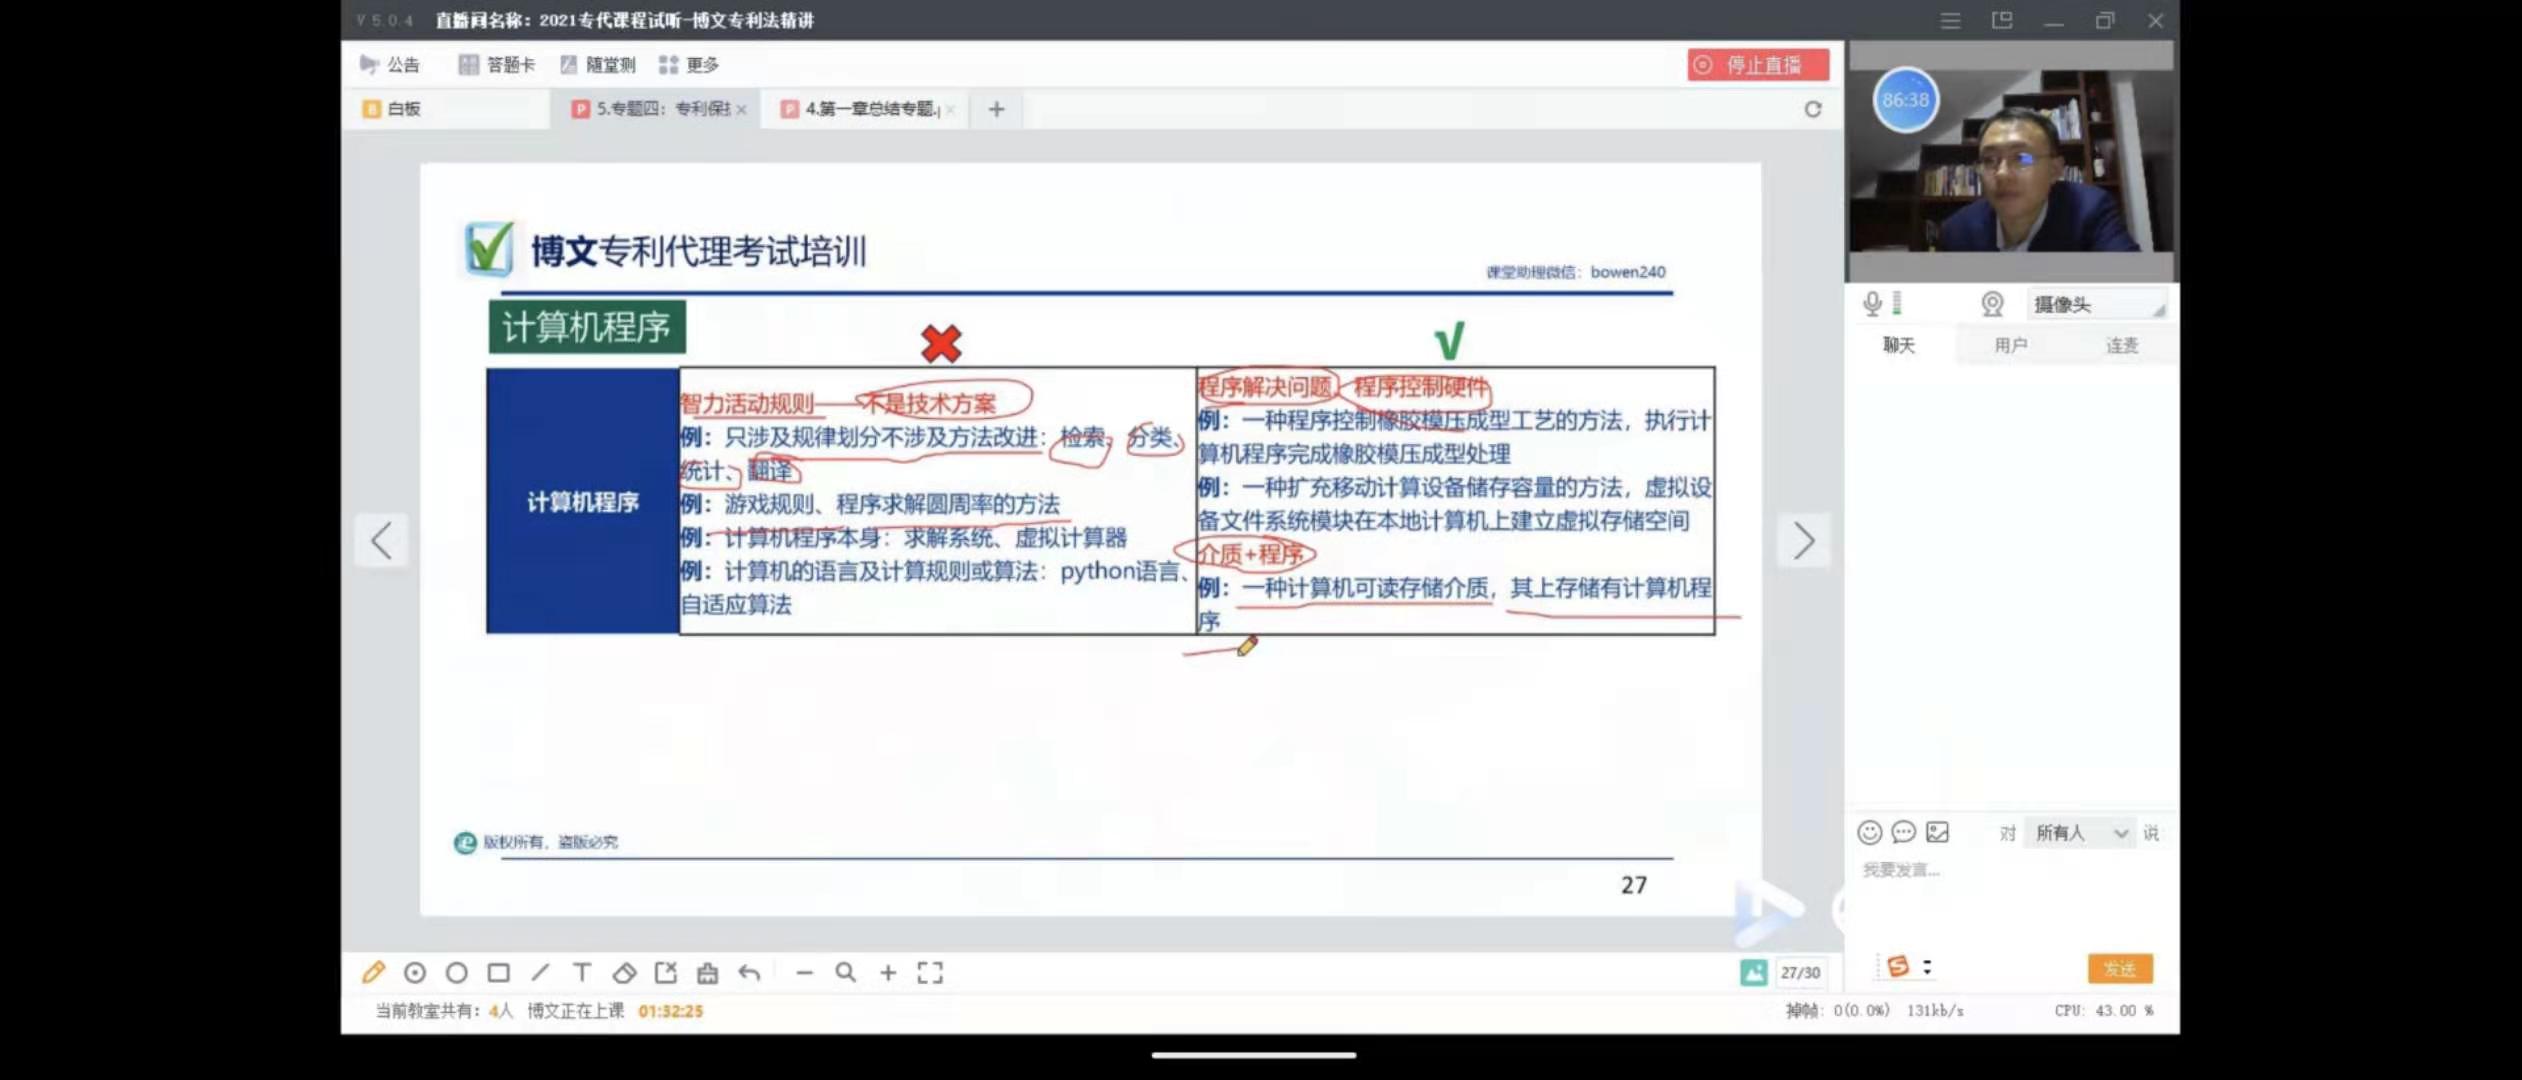 V 5.0.4 直播间名称：2021专代课程试听-博文专利法精讲
公告 答题卡 随堂测 更多
停止直播
白板 5.专题四：专利保 4.第一章总结专题.
86:38
博文专利代理考试培训
课堂助理微信：bowen240
计算机程序
计算机程序
智力活动规则——不是技术方案
例：只涉及规律划分不涉及方法改进：检索、分类、
统计、翻译
例：游戏规则、程序求解圆周率的方法
例：计算机程序本身：求解系统、虚拟计算器
例：计算机的语言及计算规则或算法：python语言、
自适应算法
程序解决问题、程序控制硬件
例：一种程序控制橡胶模压成型工艺的方法，执行计
算机程序完成橡胶模压成型处理
例：一种扩充移动计算设备储存容量的方法，虚拟设
备文件系统模块在本地计算机上建立虚拟存储空间
介质+程序
例：一种计算机可读存储介质，其上存储有计算机程
序
版权所有，盗版必究
27
摄像头
聊天 用户 连麦
对 所有人 说
我要发言...
发送
27/30
当前教室共有：4人 博文正在上课 01:32:25
掉帧：0(0.0%) 131kb/s CPU: 43.00 %